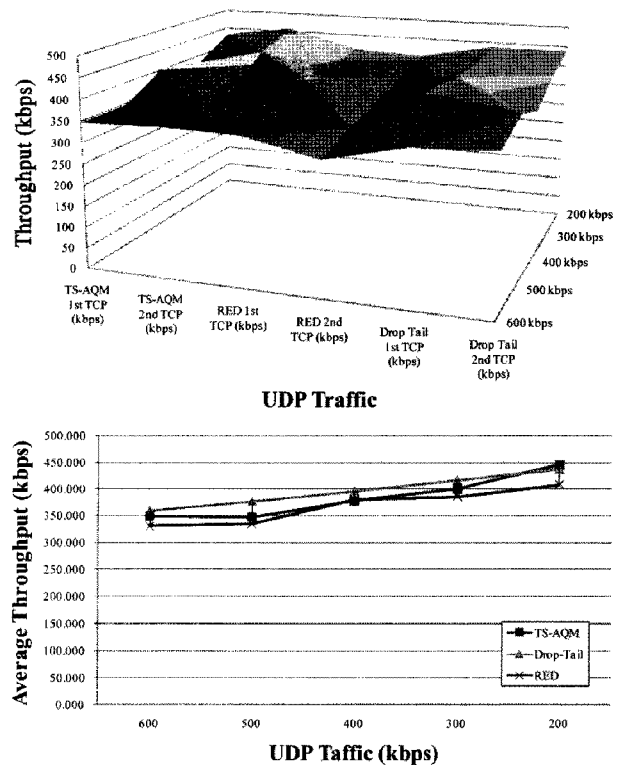 500
450
400
350
300
250
200
150
100
50
0
Throughput (kbps)
TS-AQM
1st TCP
(kbps)
TS-AQM
2nd TCP
(kbps)
RED 1st
TCP (kbps)
RED 2nd
TCP (kbps)
Drop Tail
1st TCP
(kbps)
Drop Tail
2nd TCP
(kbps)
200 kbps
300 kbps
400 kbps
500 kbps
600 kbps
UDP Traffic
500.000
450.000
400.000
350.000
300.000
250.000
200.000
150.000
100.000
50.000
0.000
Average Throughput (kbps)
TS-AQM
Drop-Tail
RED
600
500
400
300
200
UDP Taffic (kbps)